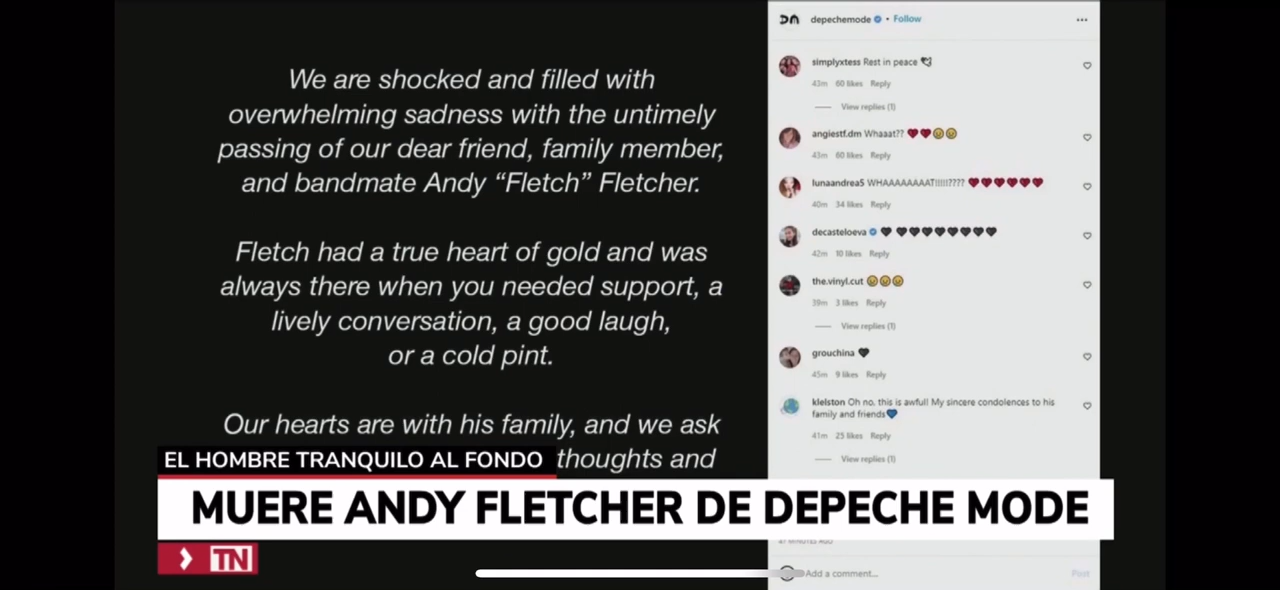 We are shocked and filled with
overwhelming sadness with the untimely
passing of our dear friend, family member,
and bandmate Andy “Fletch” Fletcher.
Fletch had a true heart of gold and was
always there when you needed support, a
lively conversation, a good laugh,
or a cold pint.
Our hearts are with his family, and we ask
thoughts and
depechemode • Follow
simplyxtess Rest in peace
43m 60 likes Reply
View replies (1)
angiestf.dm Whaaat??
43m 60 likes Reply
lunaandrea5 WHAAAAAAAAT!!!!!????
40m 34 likes Reply
decasteloeva
42m 10 likes Reply
the.vinyl.cut
39m 3 likes Reply
View replies (1)
grouchina
45m 9 likes Reply
klelston Oh no, this is awful! My sincere condolences to his
family and friends
41m 25 likes Reply
View replies (1)
Add a comment...
Post
EL HOMBRE TRANQUILO AL FONDO
MUERE ANDY FLETCHER DE DEPECHE MODE
TN